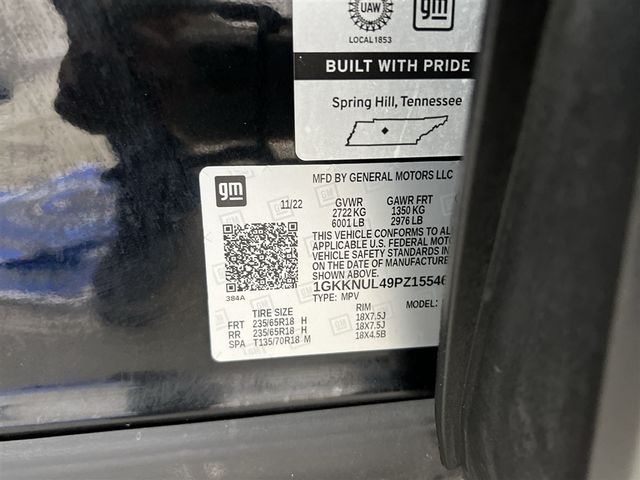 UAW
LOCAL 1853
gm
BUILT WITH PRIDE
Spring Hill, Tennessee
gm
MFD BY GENERAL MOTORS LLC
11/22
GVWR
2722 KG
6001 LB
GAWR FRT
1350 KG
2976 LB
THIS VEHICLE CONFORMS TO AL
APPLICABLE U.S. FEDERAL MOTOR
VEHICLE SAFETY STANDARDS IN
THE DATE OF MANUFACTURE
SHOWN ABOVE.
1GKKNUL49PZ15546
TYPE: MPV
MODEL:
384A
TIRE SIZE
RIM
FRT 235/65R18 H 18X7.5J
RR 235/65R18 H 18X7.5J
SPA T135/70R18 M 18X4.5B